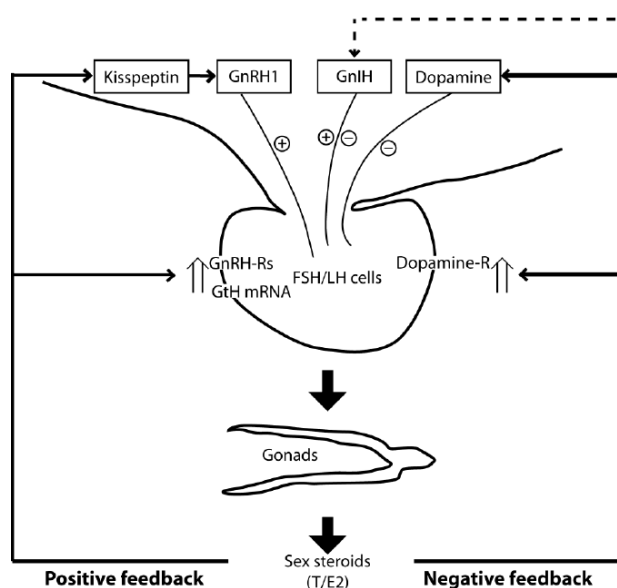 Kisspeptin
GnRH1
GnIH
Dopamine
+
+
−
−
GnRH-Rs
GtH mRNA
FSH/LH cells
Dopamine-R
Gonads
Sex steroids
(T/E2)
Positive feedback
Negative feedback